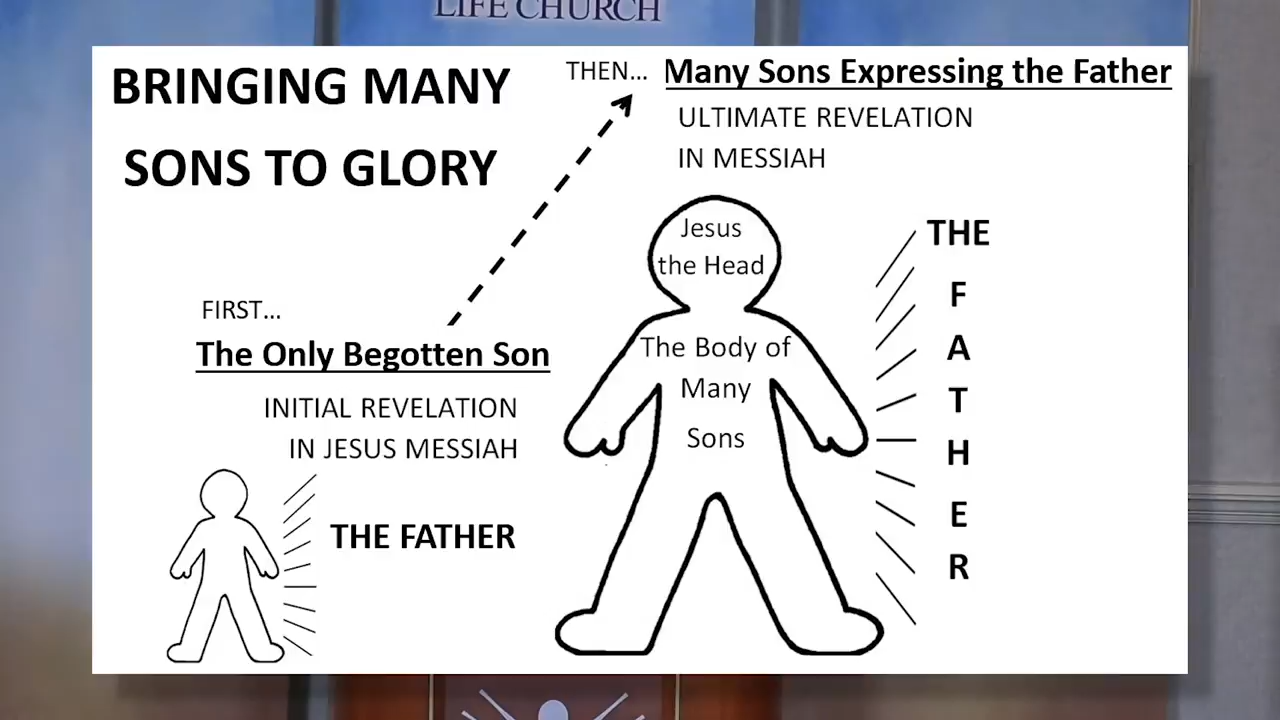 LIFE CHURCH
BRINGING MANY
SONS TO GLORY
THEN...
Many Sons Expressing the Father
ULTIMATE REVELATION
IN MESSIAH
Jesus
the Head
The Body of
Many
Sons
THE
F
A
T
H
E
R
FIRST...
The Only Begotten Son
INITIAL REVELATION
IN JESUS MESSIAH
THE FATHER